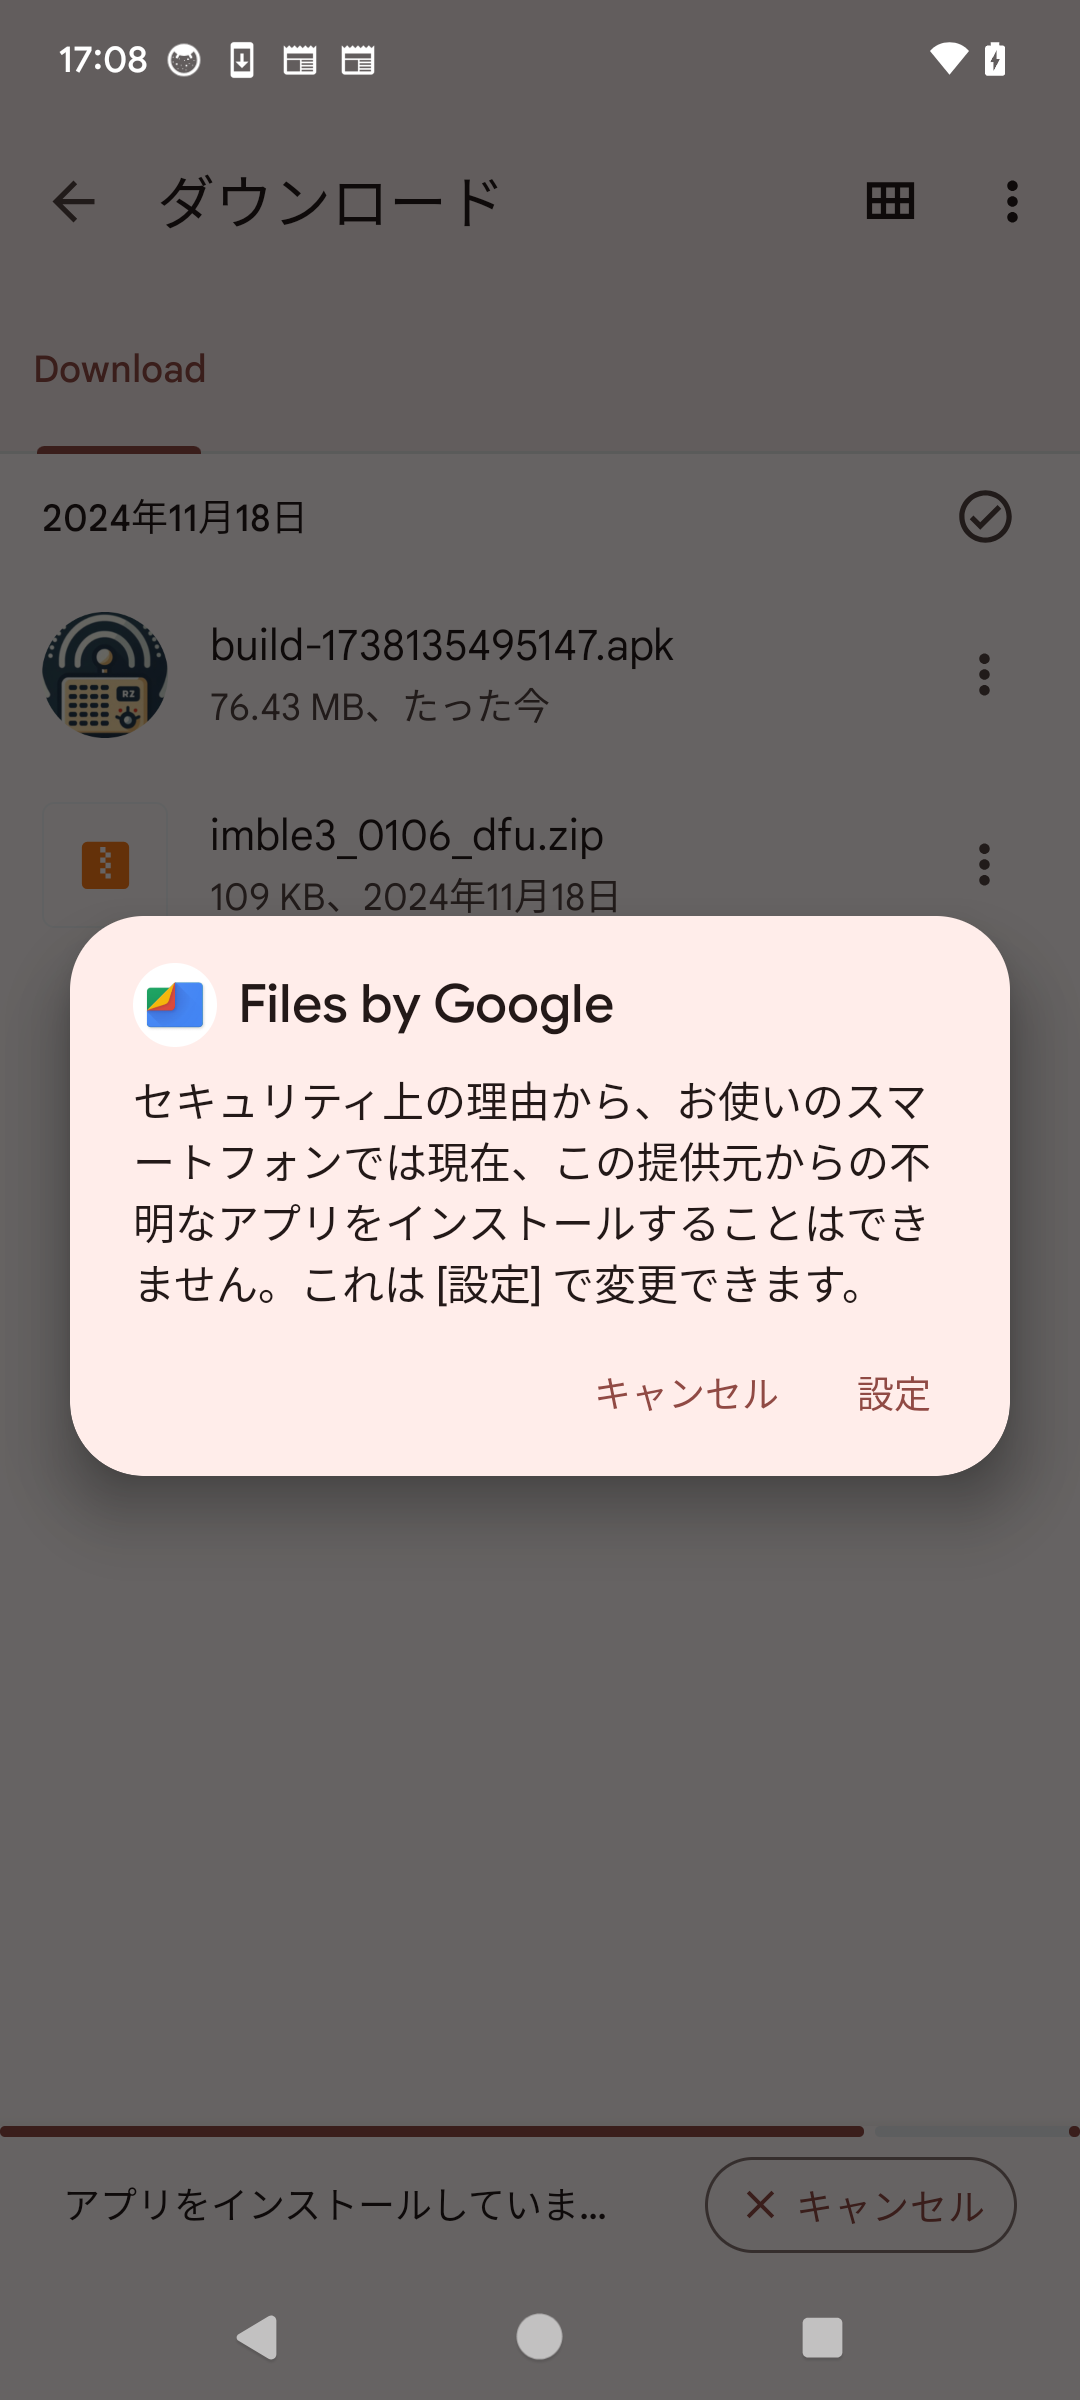 17:08
ダウンロード
Download
2024年11月18日
build-1738135495147.apk
76.43 MB、たった今
RZ
imble3_0106_dfu.zip
109 KB、2024年11月18日
Files by Google
セキュリティ上の理由から、お使いのスマ
ートフォンでは現在、この提供元からの不
明なアプリをインストールすることはでき
ません。これは [設定] で変更できます。
キャンセル 設定
アプリをインストールしていま... キャンセル